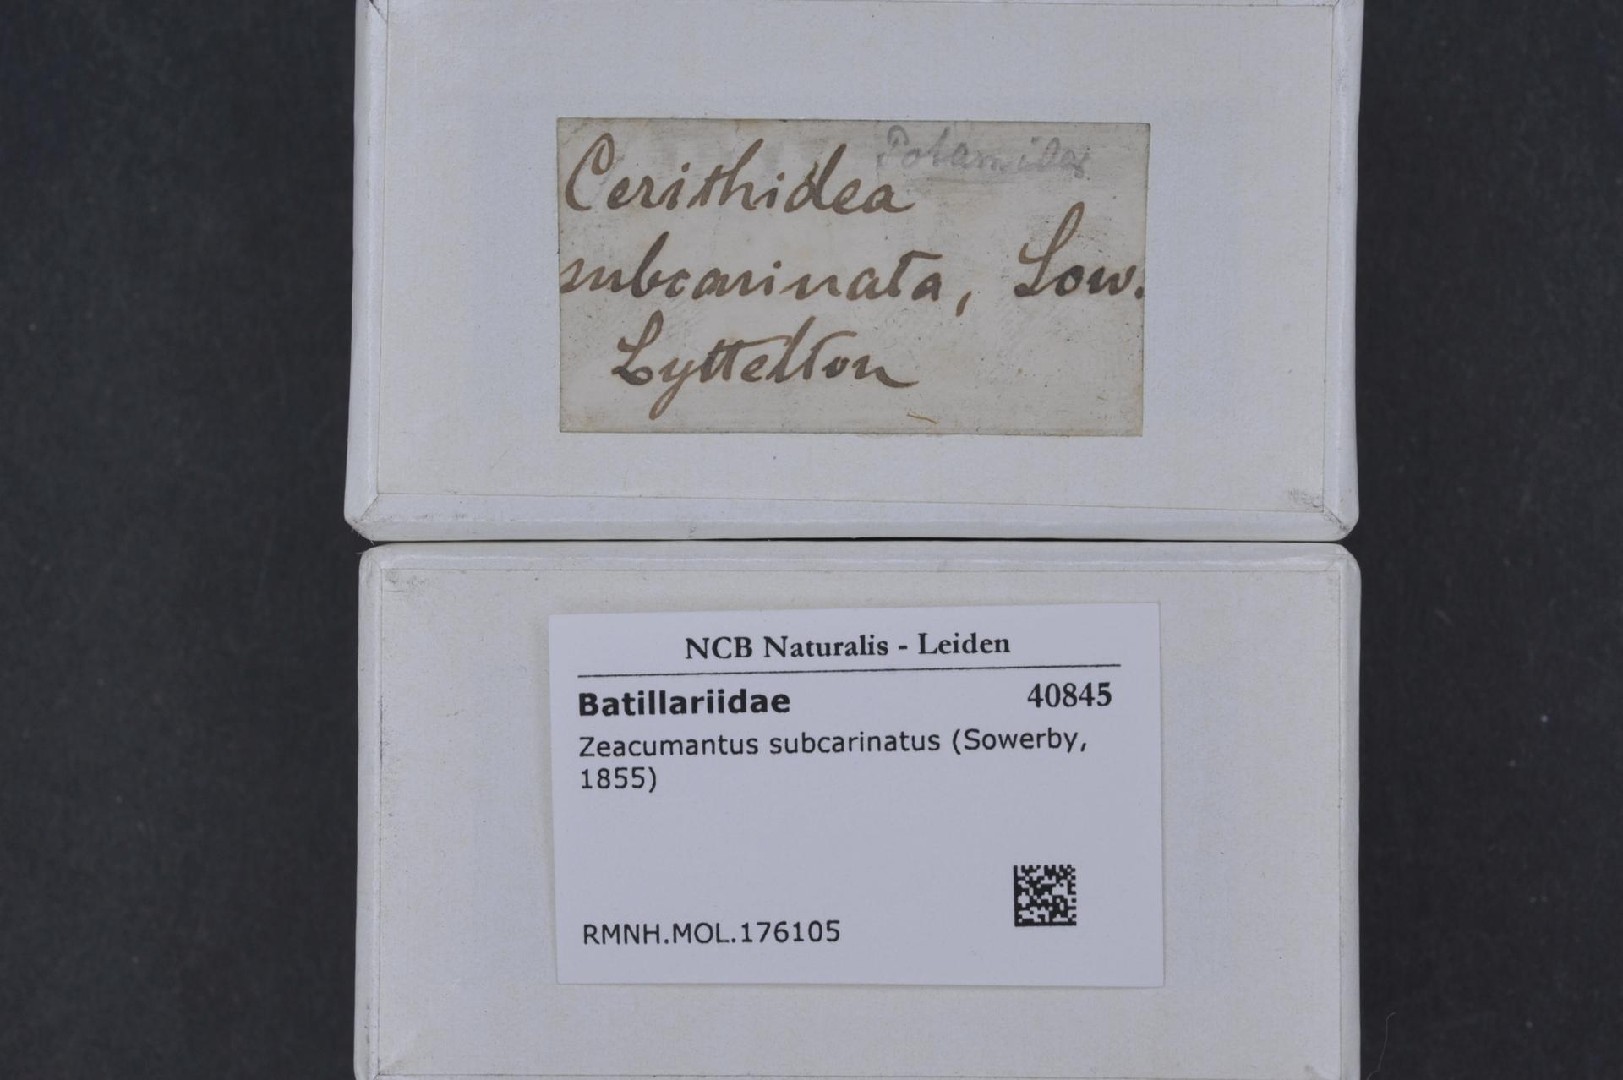 Potamides
Cerithidea
subcarinata, Sow.
Lyttelton
NCB Naturalis - Leiden
Batillariidae 40845
Zeacumantus subcarinatus (Sowerby,
1855)
RMNH.MOL.176105